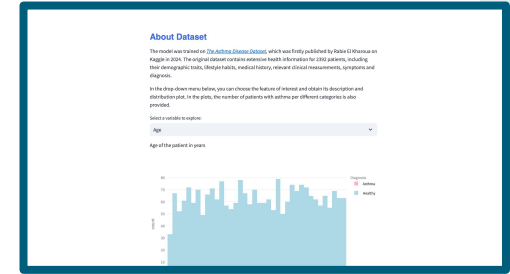 About Dataset
The model was trained on The Asthma Disease Dataset, which was firstly published by Rabie El Kharoua on
Kaggle in 2024. The original dataset contains extensive health information for 2392 patients, including
their demographic traits, lifestyle habits, medical history, relevant clinical measurements, symptoms and
diagnosis.
In the drop-down menu below, you can choose the feature of interest and obtain its description and
distribution plot. In the plots, the number of patients with asthma per different categories is also
provided.
Select a variable to explore:
Age
Age of the patient in years
Diagnosis
Asthma
Healthy
80
70
60
50
40
30
20
10
count